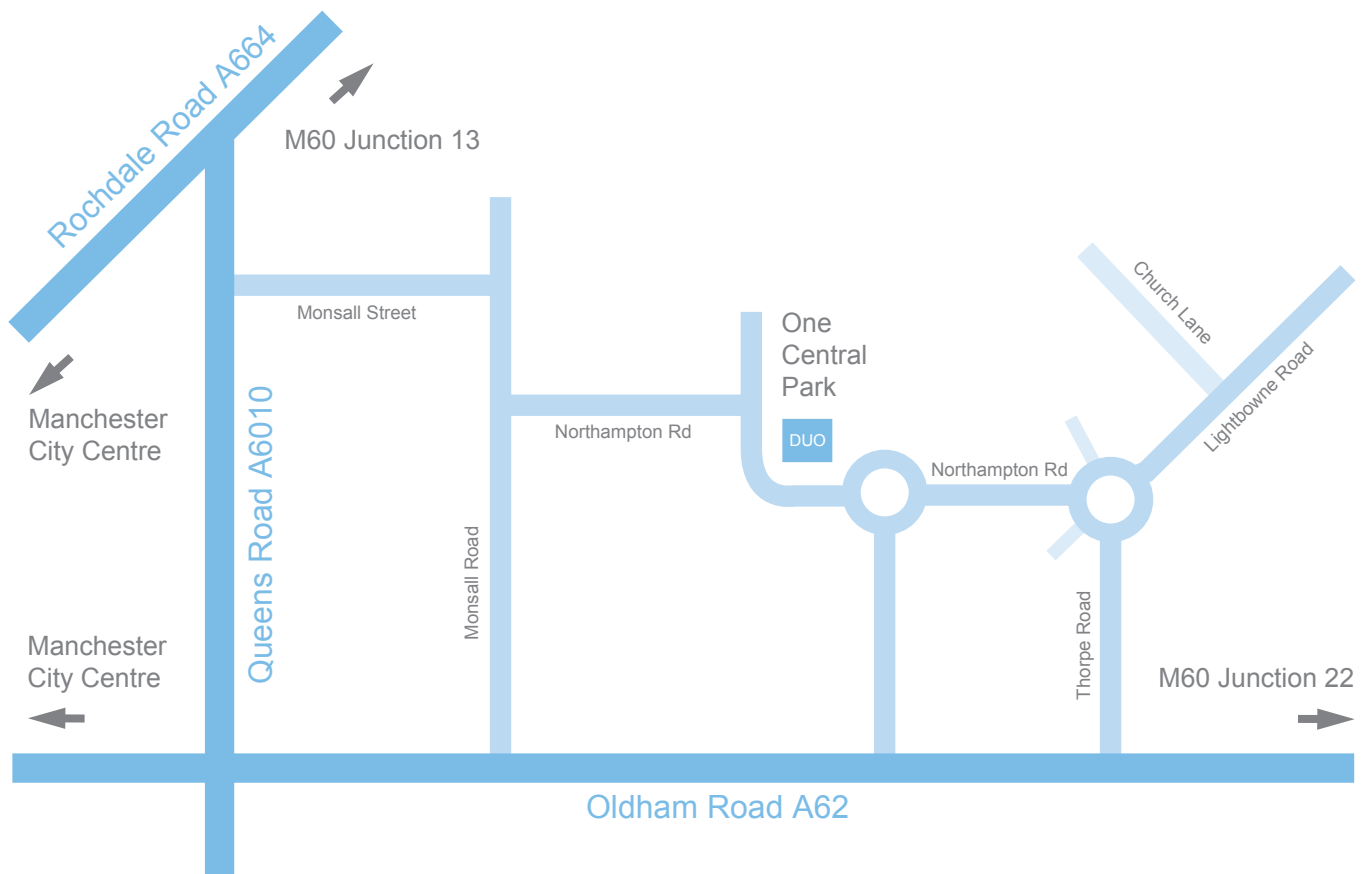 Rochdale Road A664
M60 Junction 13
Monsall Street
Manchester
City Centre
Queens Road A6010
Northampton Rd
One
Central
Park
DUO
Northampton Rd
Church Lane
Lightbowne Road
Monsall Road
Thorpe Road
Manchester
City Centre
M60 Junction 22
Oldham Road A62